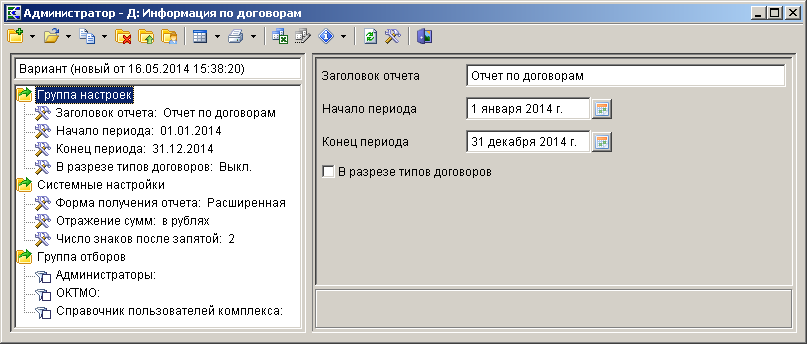 Администратор - Д: Информация по договорам
Вариант (новый от 16.05.2014 15:38:20)
Группа настроек
Заголовок отчета: Отчет по договорам
Начало периода: 01.01.2014
Конец периода: 31.12.2014
В разрезе типов договоров: Выкл.
Системные настройки
Форма получения отчета: Расширенная
Отражение сумм: в рублях
Число знаков после запятой: 2
Группа отборов
Администраторы:
ОКТМО:
Справочник пользователей комплекса:
Заголовок отчета Отчет по договорам
Начало периода 1 января 2014 г.
Конец периода 31 декабря 2014 г.
В разрезе типов договоров